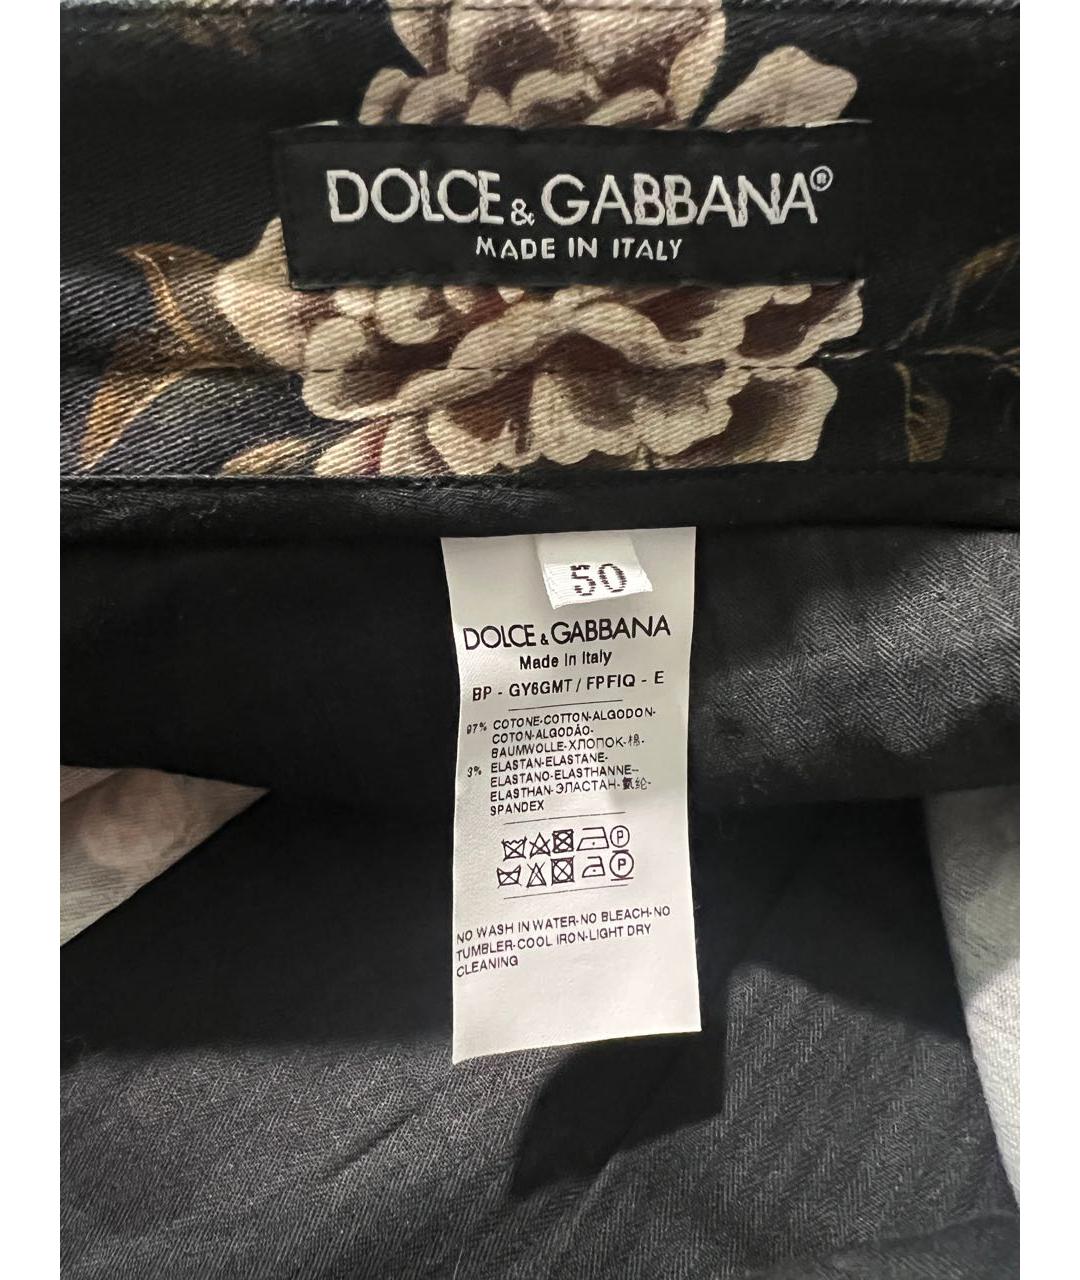 DOLCE & GABBANA®
MADE IN ITALY
50
DOLCE & GABBANA
Made In Italy
BP - GY6GMT / FPFIQ - E
97% COTONE-COTTON-ALGODON-
COTON-ALGODÃO-
BAUMWOLLE-ХЛОПОК-棉-
3% ELASTAN-ELASTANE-
ELASTANO-ELASTHANNE-
ELASTHAN-ЭЛАСТАН-氨纶-
SPANDEX
P
P
NO WASH IN WATER-NO BLEACH-NO
TUMBLER-COOL IRON-LIGHT DRY
CLEANING